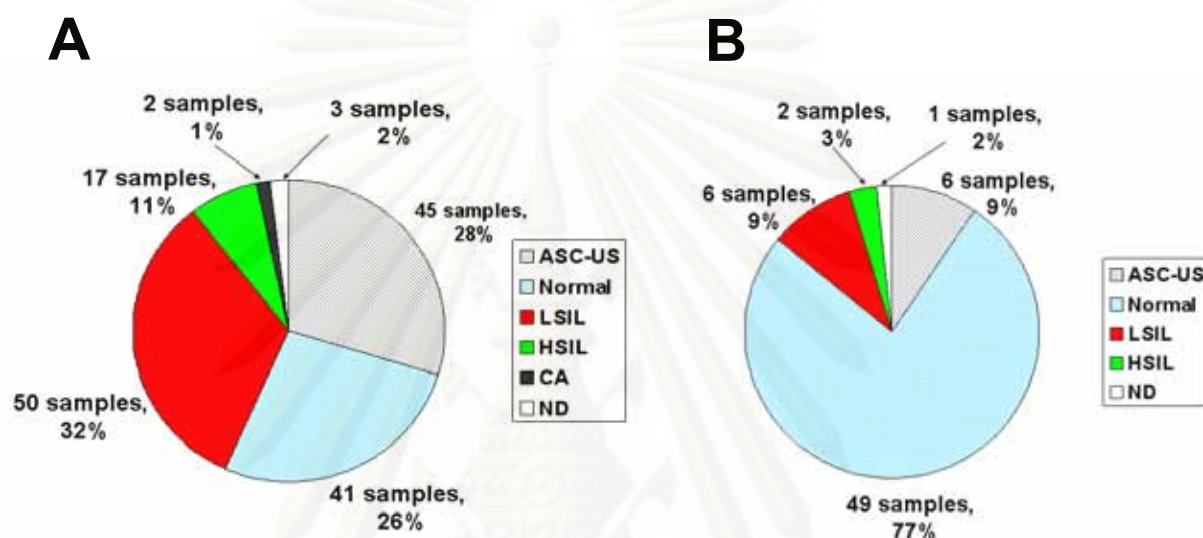 A
2 samples,
1%
3 samples,
2%
17 samples,
11%
45 samples,
28%
50 samples,
32%
41 samples,
26%
ASC-US
Normal
LSIL
HSIL
CA
ND
B
2 samples,
3%
1 samples,
2%
6 samples,
9%
6 samples,
9%
49 samples,
77%
ASC-US
Normal
LSIL
HSIL
ND